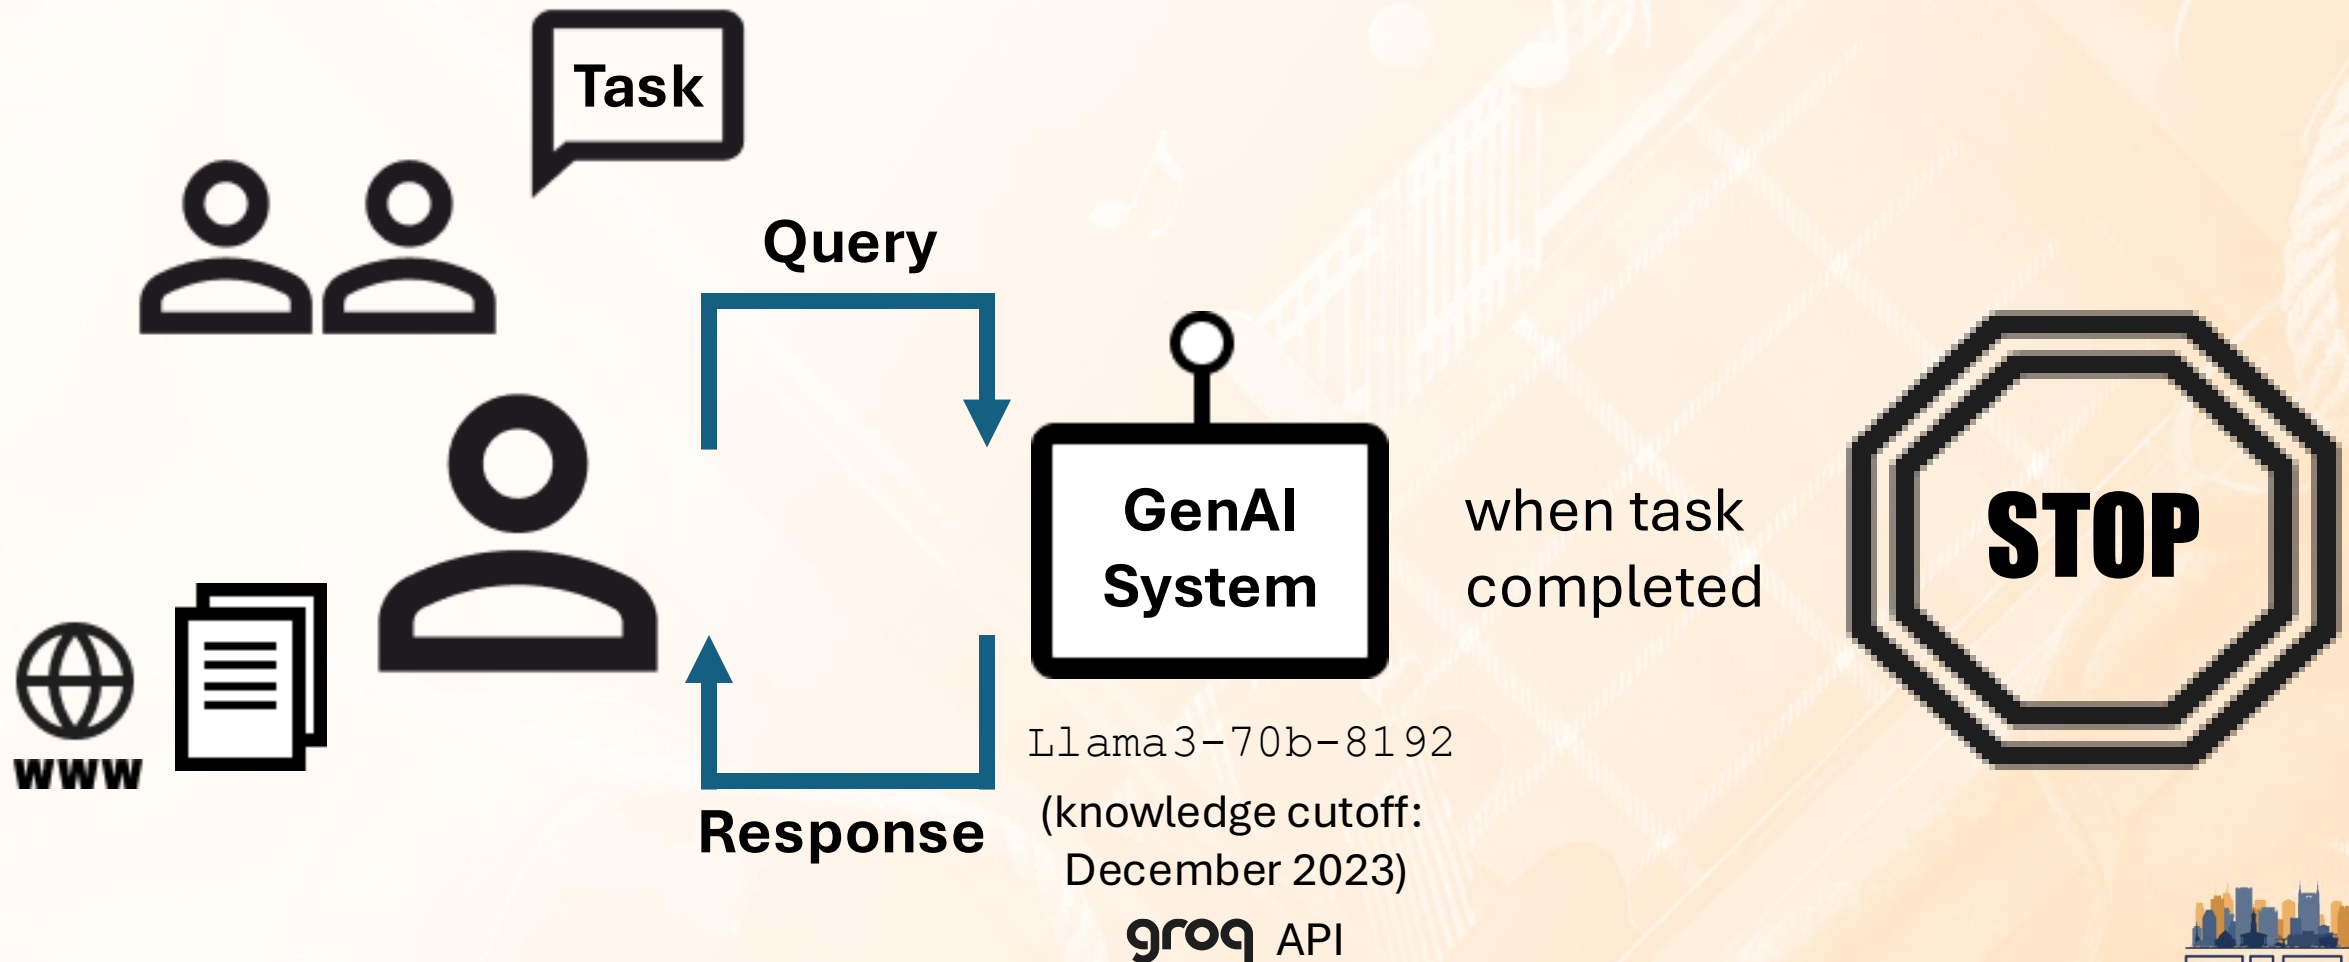 Task
Query
GenAI
System
when task
completed
STOP
www
Llama3-70b-8192
Response
(knowledge cutoff:
December 2023)
groq API